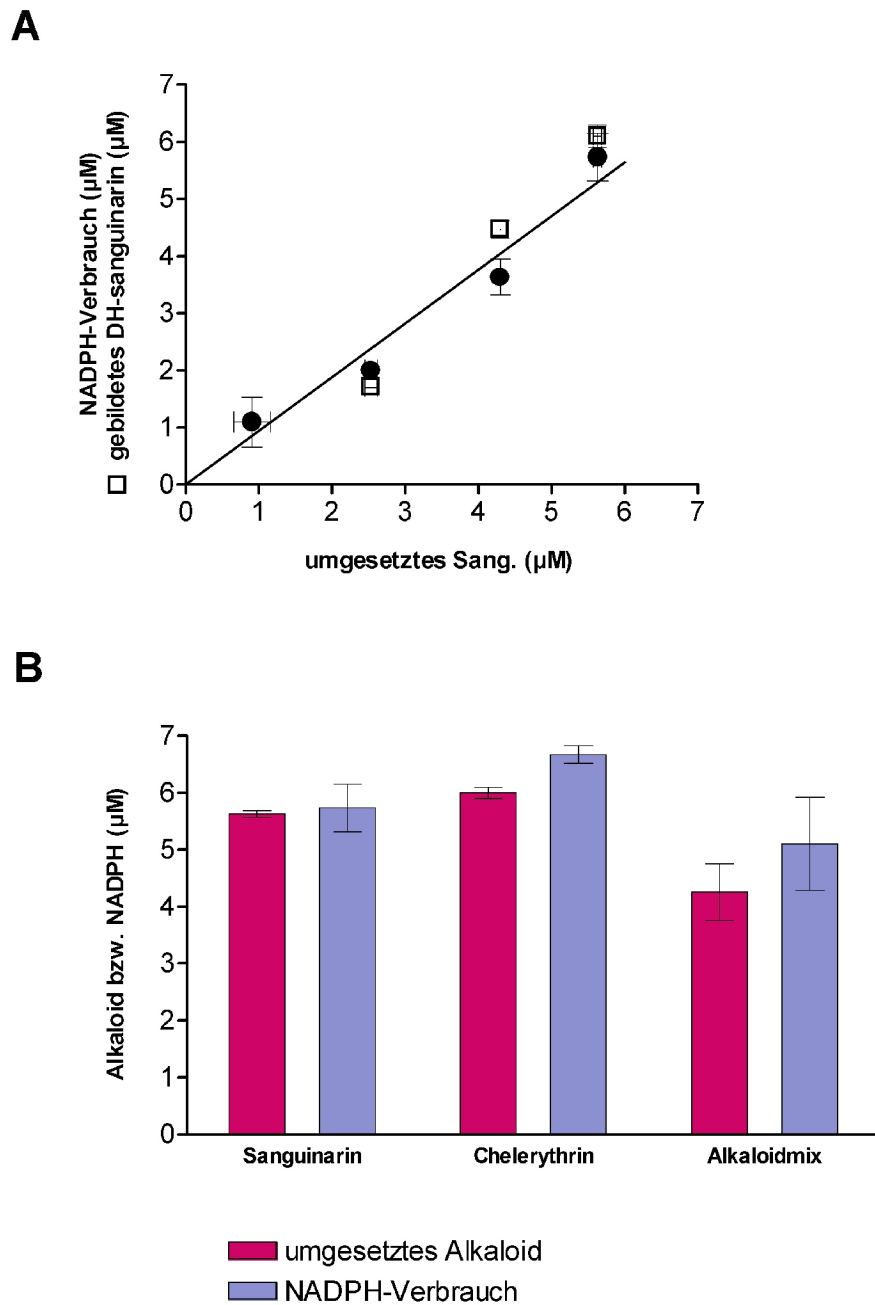 A
7
6
5
4
3
2
1
0
NADPH-Verbrauch (µM)
□ gebildetes DH-sanguinarin (µM)
0 1 2 3 4 5 6 7
umgesetztes Sang. (µM)
B
7
6
5
4
3
2
1
0
Alkaloid bzw. NADPH (µM)
Sanguinarin Chelerythrin Alkaloidmix
umgesetztes Alkaloid
NADPH-Verbrauch